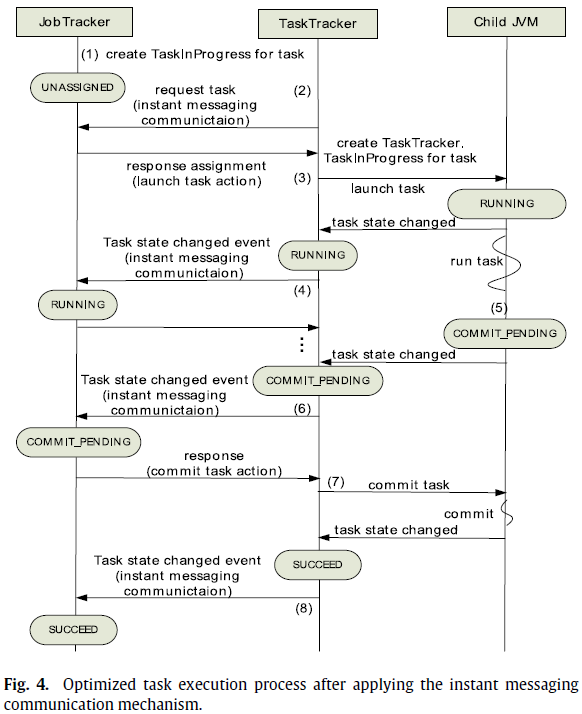 JobTracker
TaskTracker
Child JVM
(1) create TaskInProgress for task
UNASSIGNED
request task
(instant messaging
communictaion)
(2)
create TaskTracker.
TaskInProgress for task
response assignment
(launch task action)
(3)
launch task
RUNNING
task state changed
Task state changed event
(instant messaging
communictaion)
RUNNING
run task
(4)
RUNNING
(5)
COMMIT_PENDING
task state changed
Task state changed event
(instant messaging
communictaion)
COMMIT_PENDING
(6)
COMMIT_PENDING
response
(commit task action)
(7)
commit task
commit
task state changed
Task state changed event
(instant messaging
communictaion)
SUCCEED
(8)
SUCCEED
Fig. 4. Optimized task execution process after applying the instant messaging
communication mechanism.